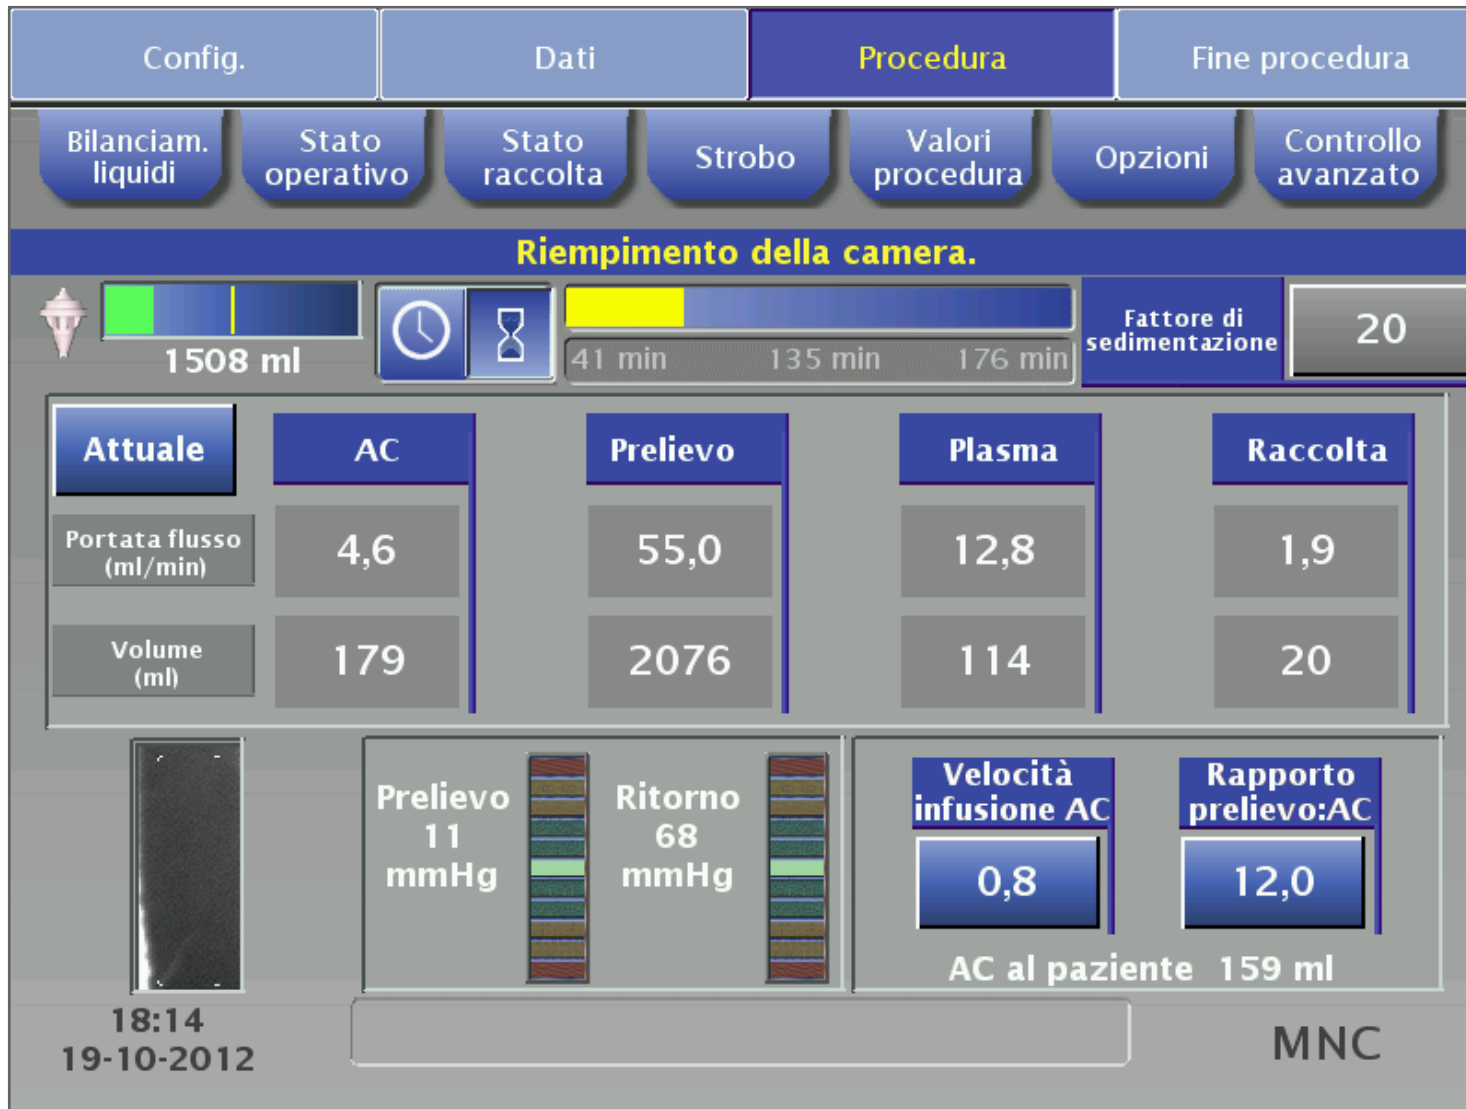 Config. Dati Procedura Fine procedura
Bilanciam. liquidi
Stato operativo
Stato raccolta
Strobo
Valori procedura
Opzioni
Controllo avanzato
Riempimento della camera.
1508 ml
41 min 135 min 176 min
Fattore di
sedimentazione
20
Attuale AC Prelievo Plasma Raccolta
Portata flusso
(ml/min)
4,6 55,0 12,8 1,9
Volume
(ml)
179 2076 114 20
Prelievo
11
mmHg
Ritorno
68
mmHg
Velocità
infusione AC
0,8
Rapporto
prelievo:AC
12,0
AC al paziente 159 ml
18:14
19-10-2012
MNC